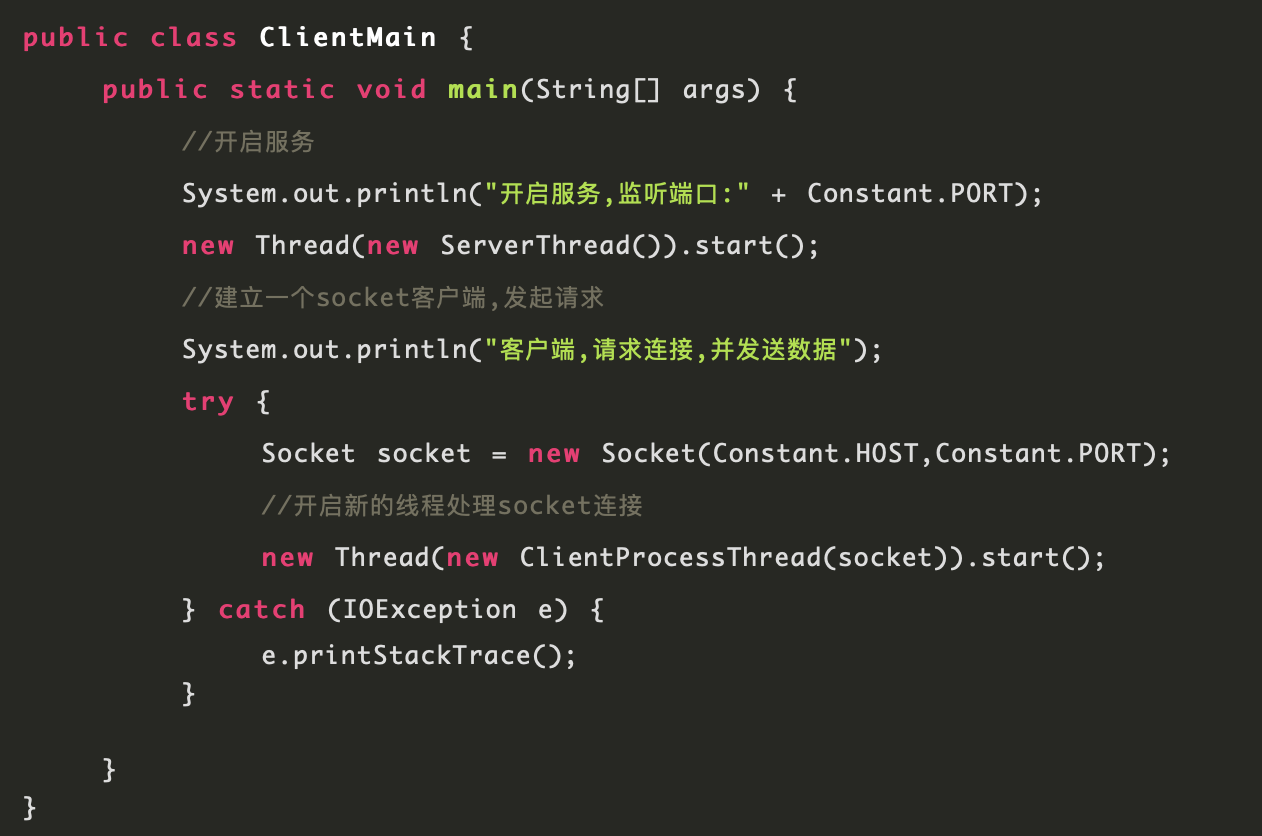 public class ClientMain {
public static void main(String[] args) {
//开启服务
System.out.println("开启服务,监听端口:" + Constant.PORT);
new Thread(new ServerThread()).start();
//建立一个socket客户端,发起请求
System.out.println("客户端,请求连接,并发送数据");
try {
Socket socket = new Socket(Constant.HOST,Constant.PORT);
//开启新的线程处理socket连接
new Thread(new ClientProcessThread(socket)).start();
} catch (IOException e) {
e.printStackTrace();
}
}
}